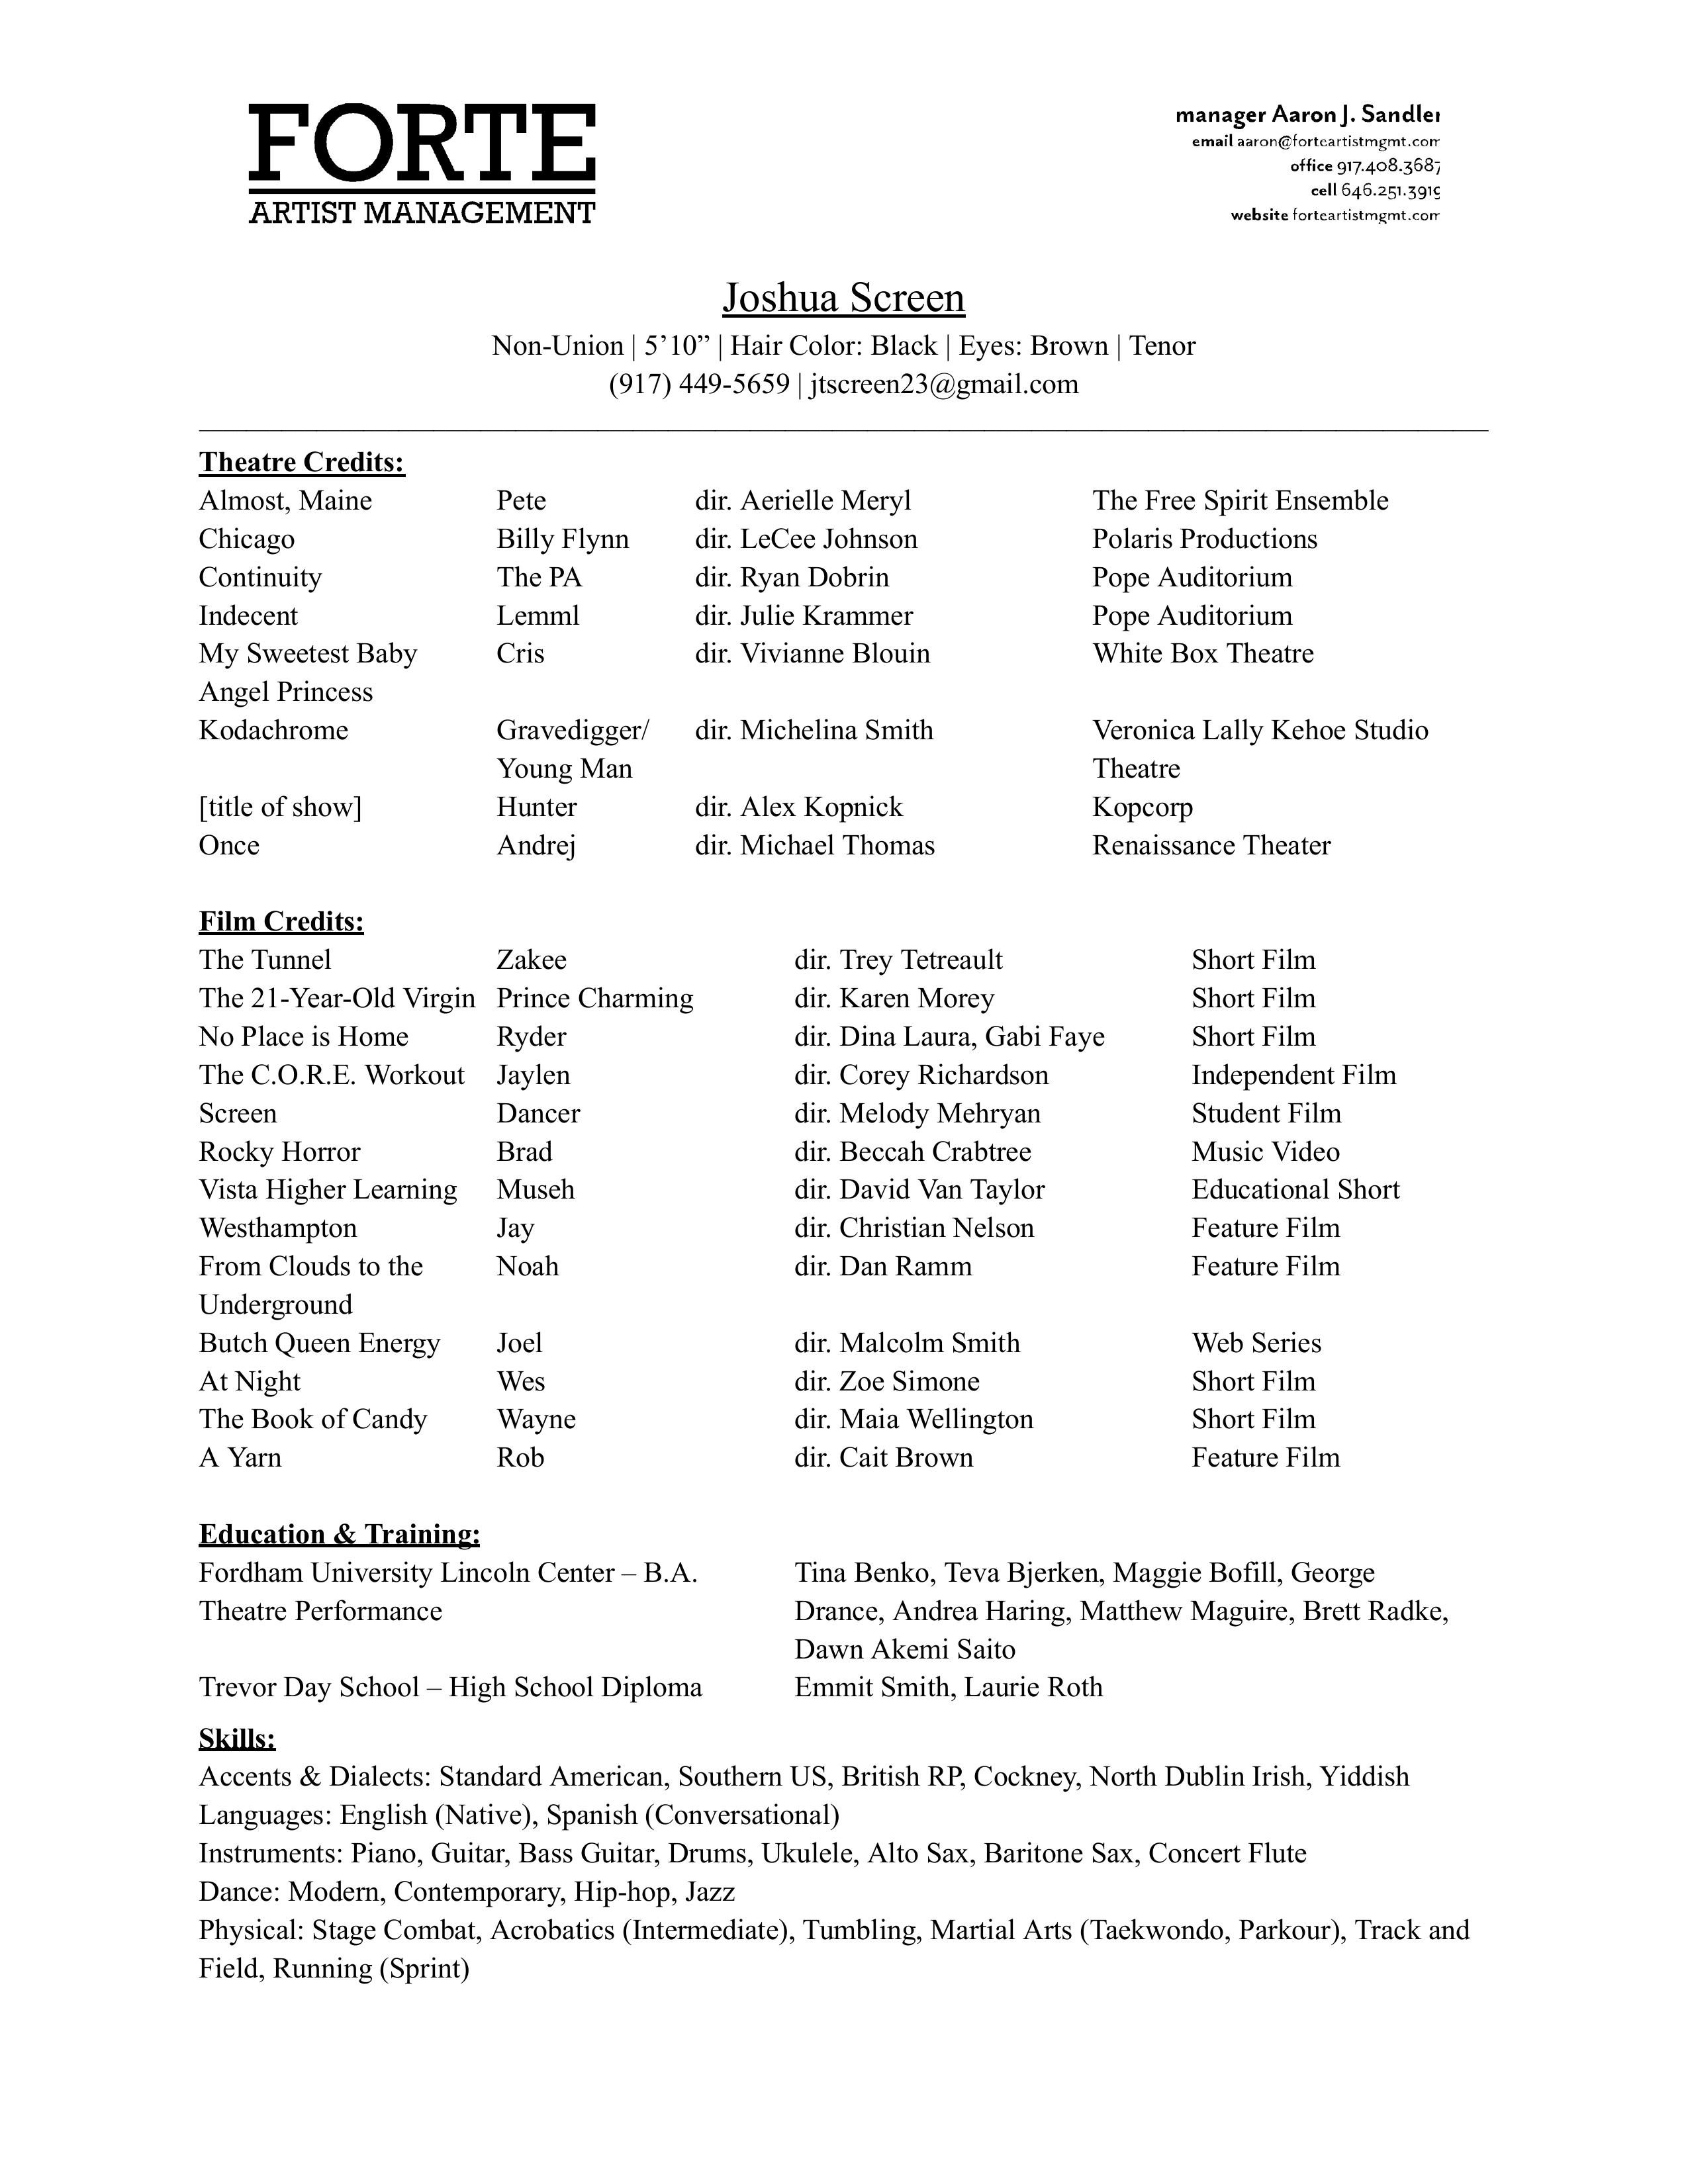 FORTE
ARTIST MANAGEMENT
manager Aaron J. Sandler
email aaron@forteartistmgmt.com
office 917.408.3687
cell 646.251.3919
website forteartistmgmt.com
Joshua Screen
Non-Union | 5’10” | Hair Color: Black | Eyes: Brown | Tenor
(917) 449-5659 | jtscreen23@gmail.com
Theatre Credits:
Almost, Maine Pete dir. Aerielle Meryl The Free Spirit Ensemble
Chicago Billy Flynn dir. LeCee Johnson Polaris Productions
Continuity The PA dir. Ryan Dobrin Pope Auditorium
Indecent Lemml dir. Julie Krammer Pope Auditorium
My Sweetest Baby Cris dir. Vivianne Blouin White Box Theatre
Angel Princess
Kodachrome Gravedigger/ dir. Michelina Smith Veronica Lally Kehoe Studio
Young Man Theatre
[title of show] Hunter dir. Alex Kopnick Kopcorp
Once Andrej dir. Michael Thomas Renaissance Theater
Film Credits:
The Tunnel Zakee dir. Trey Tetreault Short Film
The 21-Year-Old Virgin Prince Charming dir. Karen Morey Short Film
No Place is Home Ryder dir. Dina Laura, Gabi Faye Short Film
The C.O.R.E. Workout Jaylen dir. Corey Richardson Independent Film
Screen Dancer dir. Melody Mehryan Student Film
Rocky Horror Brad dir. Beccah Crabtree Music Video
Vista Higher Learning Museh dir. David Van Taylor Educational Short
Westhampton Jay dir. Christian Nelson Feature Film
From Clouds to the Noah dir. Dan Ramm Feature Film
Underground
Butch Queen Energy Joel dir. Malcolm Smith Web Series
At Night Wes dir. Zoe Simone Short Film
The Book of Candy Wayne dir. Maia Wellington Short Film
A Yarn Rob dir. Cait Brown Feature Film
Education & Training:
Fordham University Lincoln Center – B.A. Tina Benko, Teva Bjerken, Maggie Bofill, George
Theatre Performance Drance, Andrea Haring, Matthew Maguire, Brett Radke,
Dawn Akemi Saito
Trevor Day School – High School Diploma Emmit Smith, Laurie Roth
Skills:
Accents & Dialects: Standard American, Southern US, British RP, Cockney, North Dublin Irish, Yiddish
Languages: English (Native), Spanish (Conversational)
Instruments: Piano, Guitar, Bass Guitar, Drums, Ukulele, Alto Sax, Baritone Sax, Concert Flute
Dance: Modern, Contemporary, Hip-hop, Jazz
Physical: Stage Combat, Acrobatics (Intermediate), Tumbling, Martial Arts (Taekwondo, Parkour), Track and
Field, Running (Sprint)